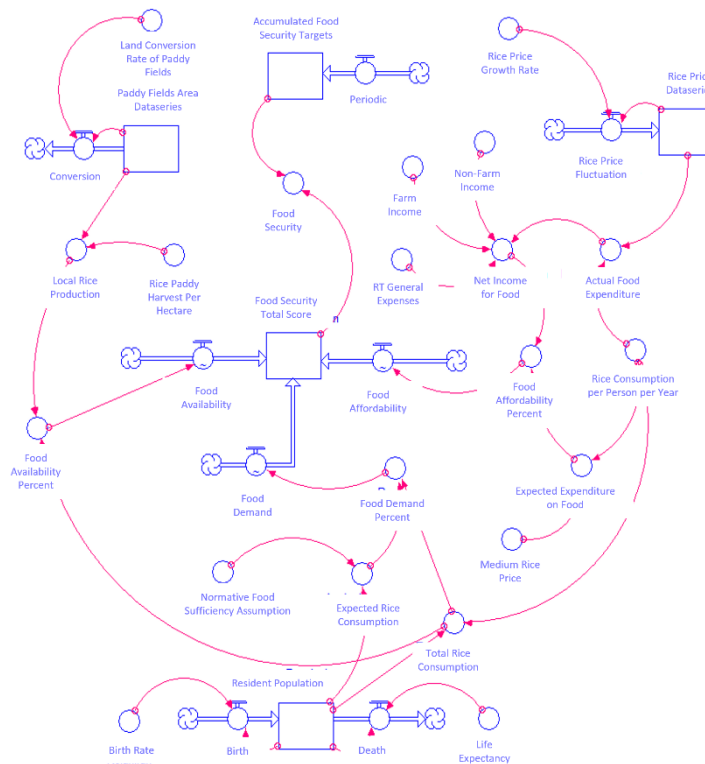 Accumulated Food
Security Targets
Land Conversion
Rate of Paddy
Fields
Rice Price
Growth Rate
Rice Pric
Dataserie
Paddy Fields Area
Dataseries
Periodic
Conversion
Rice Price
Fluctuation
Non-Farm
Income
Farm
Income
Food
Security
Local Rice
Production
Rice Paddy
Harvest Per
Hectare
RT General
Expenses
Net Income
for Food
Actual Food
Expenditure
Food Security
Total Score
Food
Availability
Food
Affordability
Food
Affordability
Percent
Rice Consumption
per Person per Year
Food
Availability
Percent
Food
Demand
Food Demand
Percent
Expected Expenditure
on Food
Medium Rice
Price
Normative Food
Sufficiency Assumption
Expected Rice
Consumption
Total Rice
Consumption
Resident Population
Birth Rate
Birth
Death
Life
Expectancy